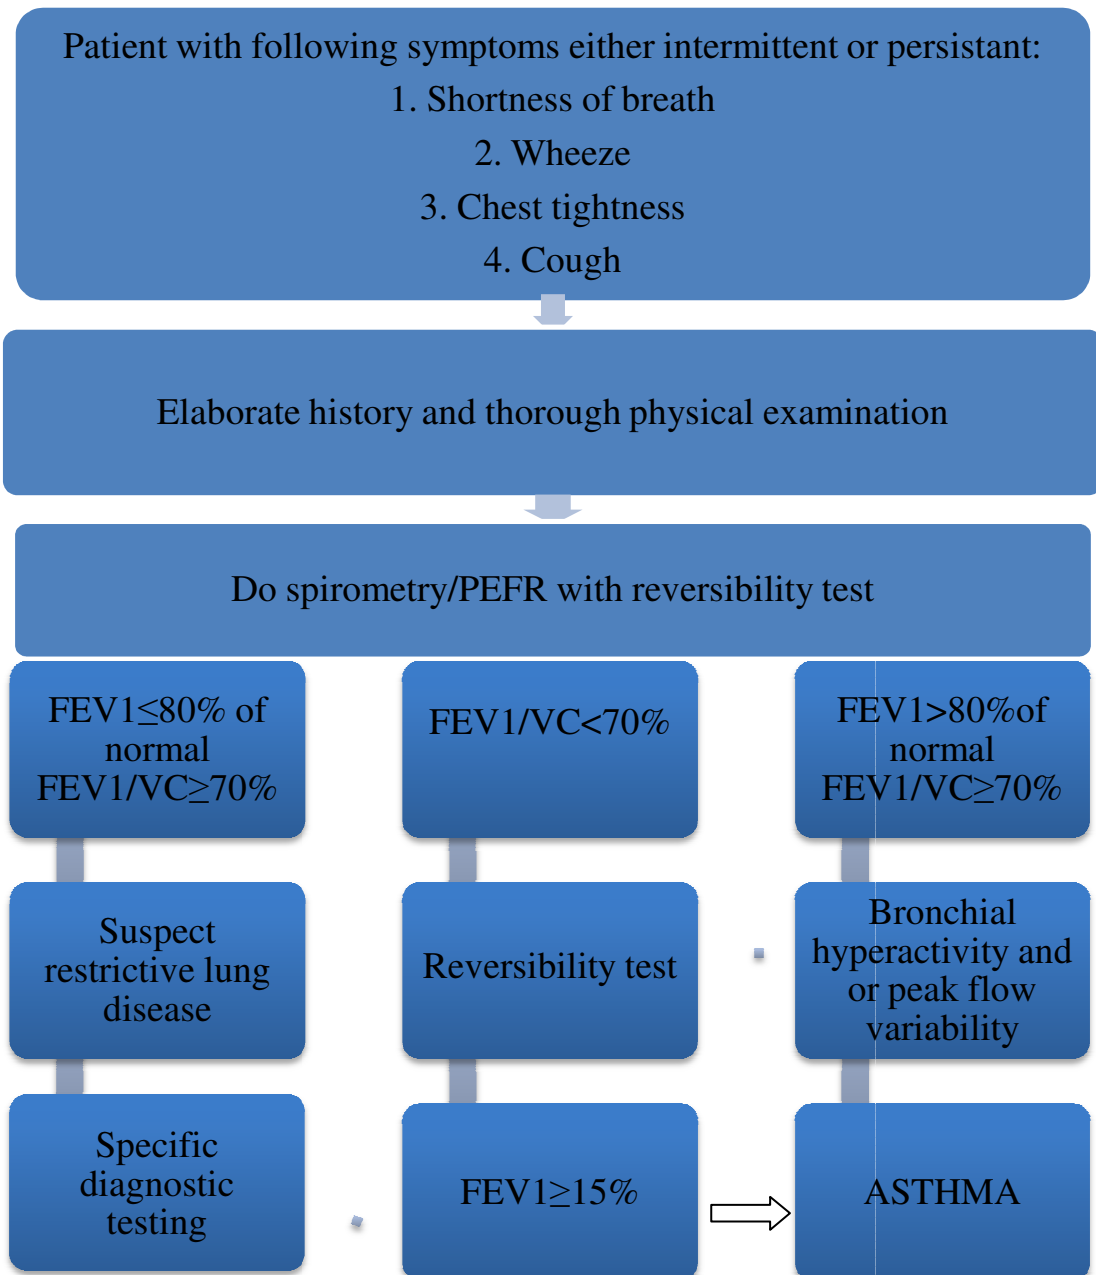 Patient with following symptoms either intermittent or persistant:
1. Shortness of breath
2. Wheeze
3. Chest tightness
4. Cough
Elaborate history and thorough physical examination
Do spirometry/PEFR with reversibility test
FEV1≤80% of
normal
FEV1/VC≥70%
FEV1/VC<70%
FEV1>80%of
normal
FEV1/VC≥70%
Suspect
restrictive lung
disease
Reversibility test
Bronchial
hyperactivity and
or peak flow
variability
Specific
diagnostic
testing
FEV1≥15%
ASTHMA